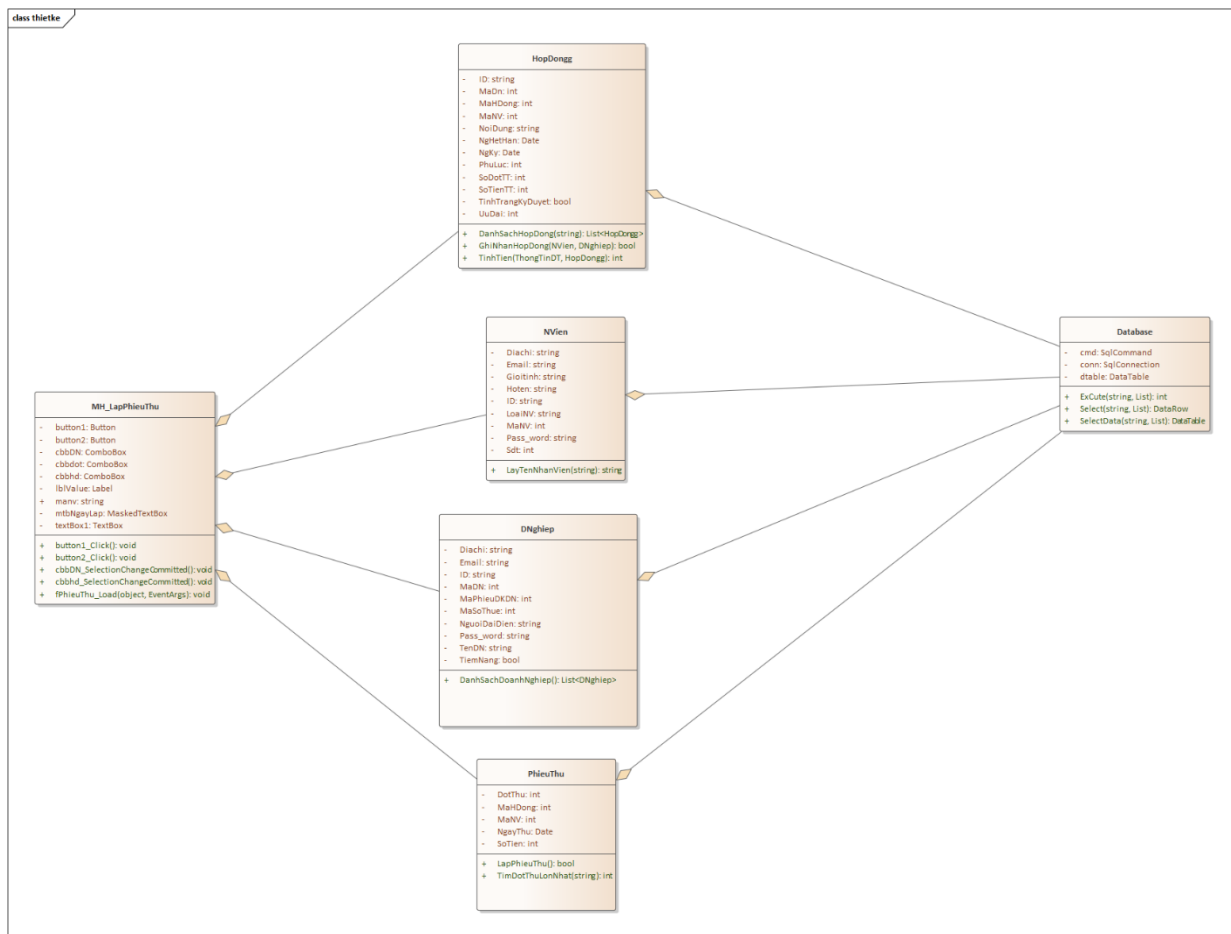 class thietke
HopDongg
- ID: string
- MaDn: int
- MaHDong: int
- MaNV: int
- NoiDung: string
- NgHetHan: Date
- NgKy: Date
- PhuLuc: int
- SoDotTT: int
- SoTienTT: int
- TinhTrangKyDuyet: bool
- UuDai: int
+ DanhSachHopDong(string): List<HopDongg>
+ GhiNhanHopDong(NVien, DNghiep): bool
+ TinhTien(ThongTinDT, HopDongg): int
NVien
- Diachi: string
- Email: string
- Gioitinh: string
- Hoten: string
- ID: string
- LoaiNV: string
- MaNV: int
- Pass_word: string
- Sdt: int
+ LayTenNhanVien(string): string
Database
- cmd: SqlCommand
- conn: SqlConnection
- dtable: DataTable
+ ExCute(string, List): int
+ Select(string, List): DataRow
+ SelectData(string, List): DataTable
MH_LapPhieuThu
- button1: Button
- button2: Button
- cbbDN: ComboBox
- cbbdot: ComboBox
- cbbhd: ComboBox
- lblValue: Label
+ manv: string
- mtbNgayLap: MaskedTextBox
- textBox1: TextBox
+ button1_Click(): void
+ button2_Click(): void
+ cbbDN_SelectionChangeCommitted(): void
+ cbbhd_SelectionChangeCommitted(): void
+ fPhieuThu_Load(object, EventArgs): void
DNghiep
- Diachi: string
- Email: string
- ID: string
- MaDN: int
- MaPhieuDKDN: int
- MaSoThue: int
- NguoiDaiDien: string
- Pass_word: string
- TenDN: string
- TiemNang: bool
+ DanhSachDoanhNghiep(): List<DNghiep>
PhieuThu
- DotThu: int
- MaHDong: int
- MaNV: int
- NgayThu: Date
- SoTien: int
+ LapPhieuThu(): bool
+ TimDotThuLonNhat(string): int